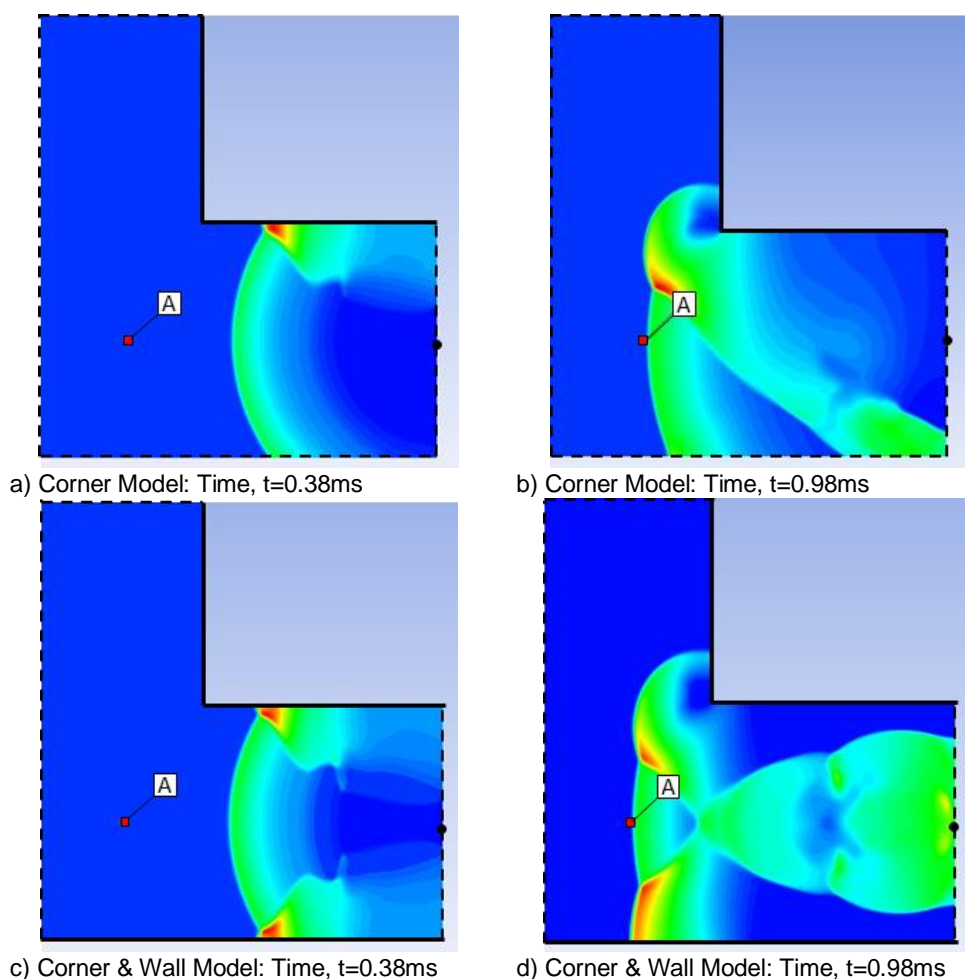 A
A
a) Corner Model: Time, t=0.38ms
b) Corner Model: Time, t=0.98ms
A
A
c) Corner & Wall Model: Time, t=0.38ms
d) Corner & Wall Model: Time, t=0.98ms